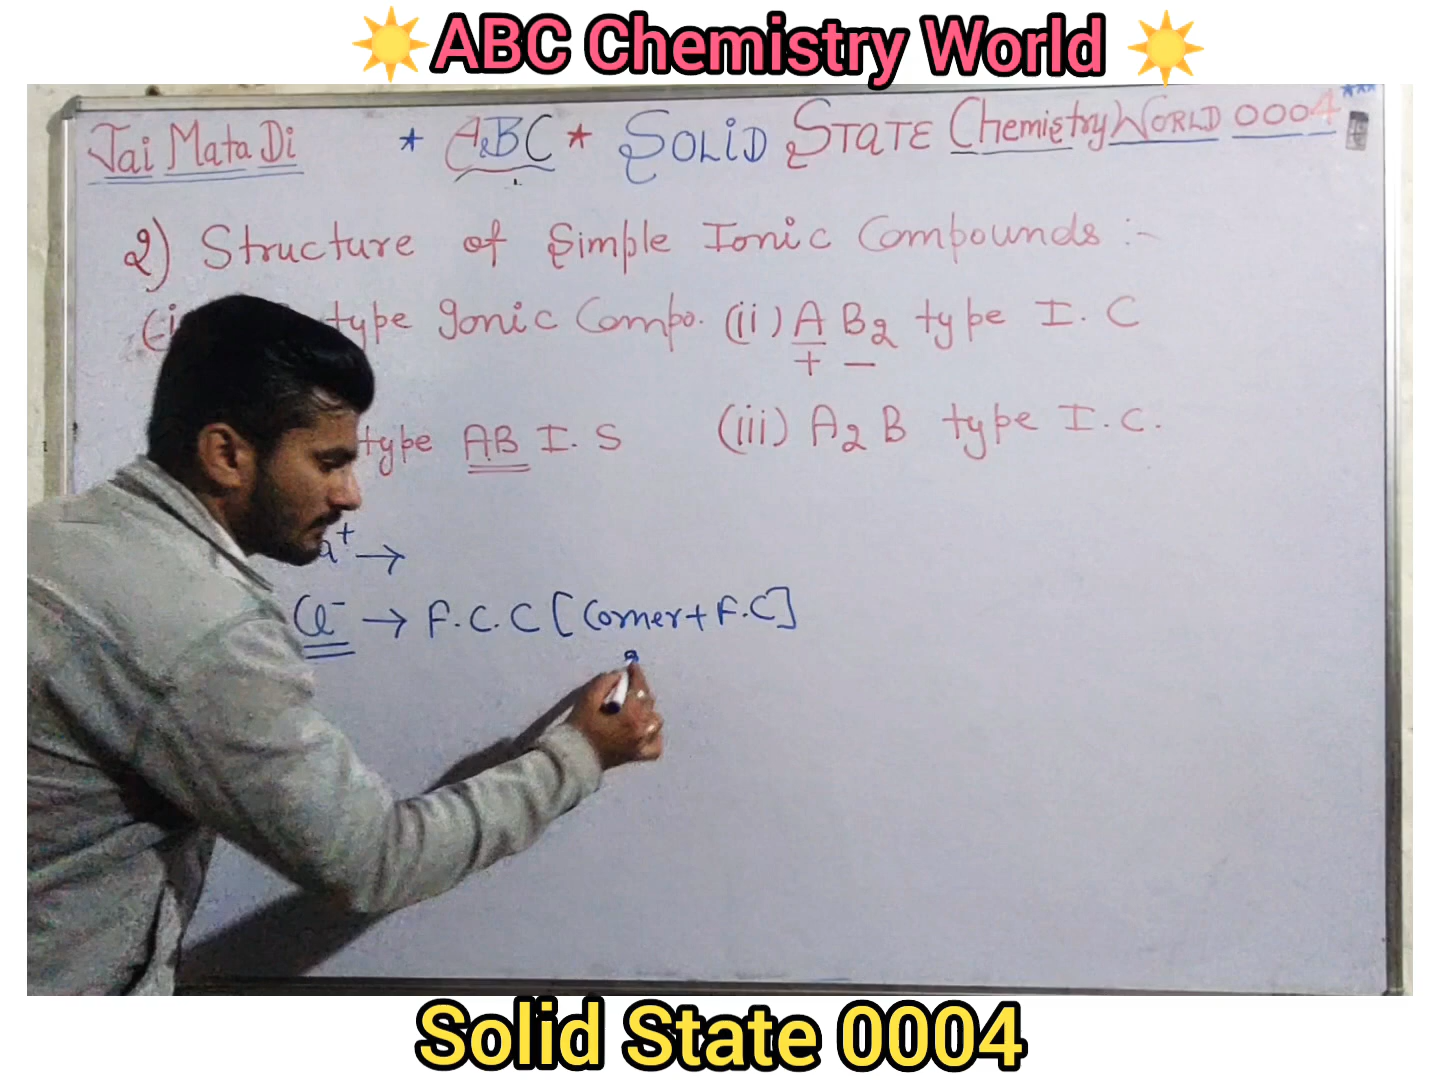 ABC Chemistry World
Jai Mata Di * ABC * SOLID STATE Chemistry WORLD 0004 ***
2) Structure of Simple Ionic Compounds :-
(i type Ionic Compo. (ii) A B2 type I. C
+ –
type AB I. S (iii) A2 B type I. C.
a+ →
Cl- → F.C.C [Corner + F.C]
8
Solid State 0004